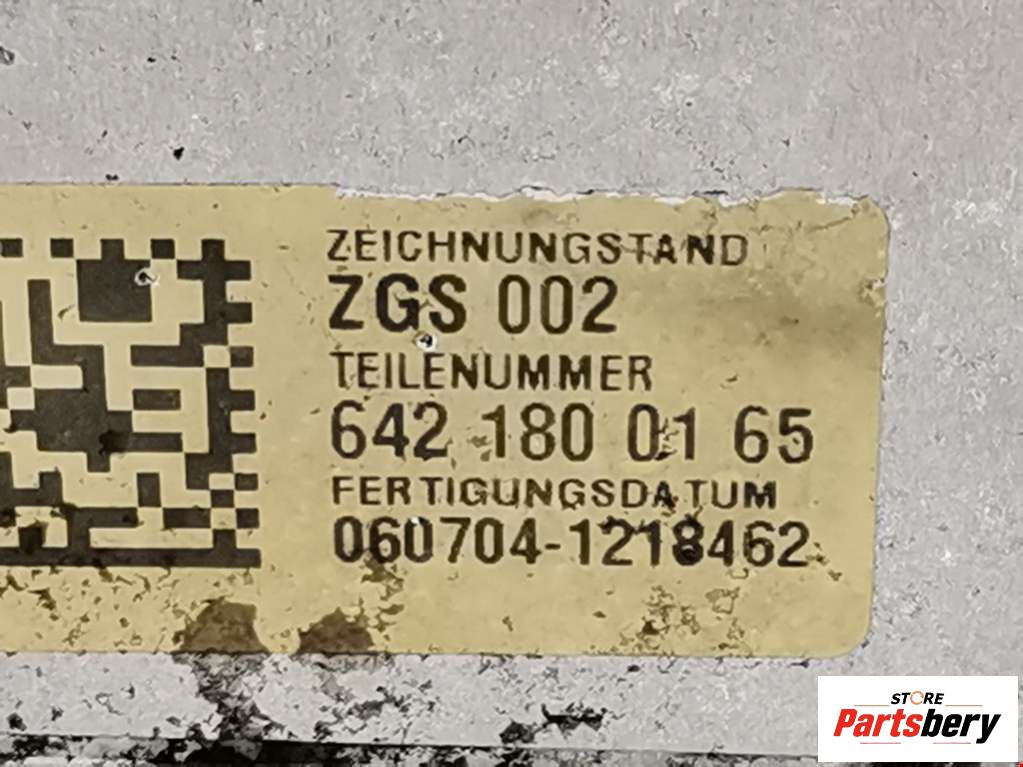 ZEICHNUNGSTAND
ZGS 002
TEILENUMMER
642 180 01 65
FERTIGUNGSDATUM
060704-1218462
STORE
Partsbery